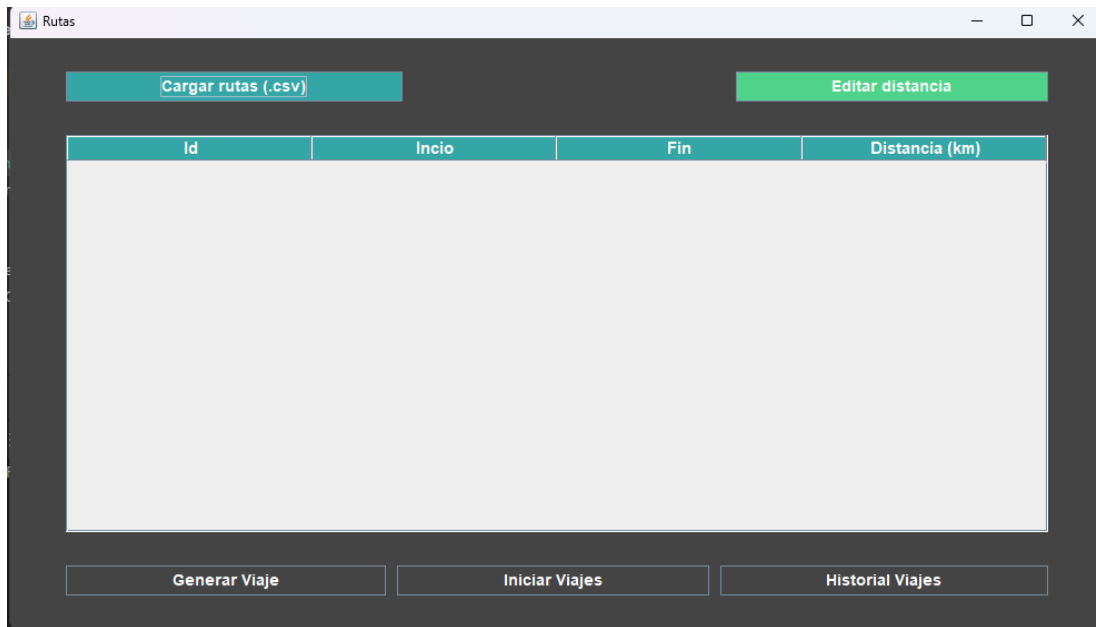 Rutas
Cargar rutas (.csv) Editar distancia
Id Incio Fin Distancia (km)
Generar Viaje Iniciar Viajes Historial Viajes